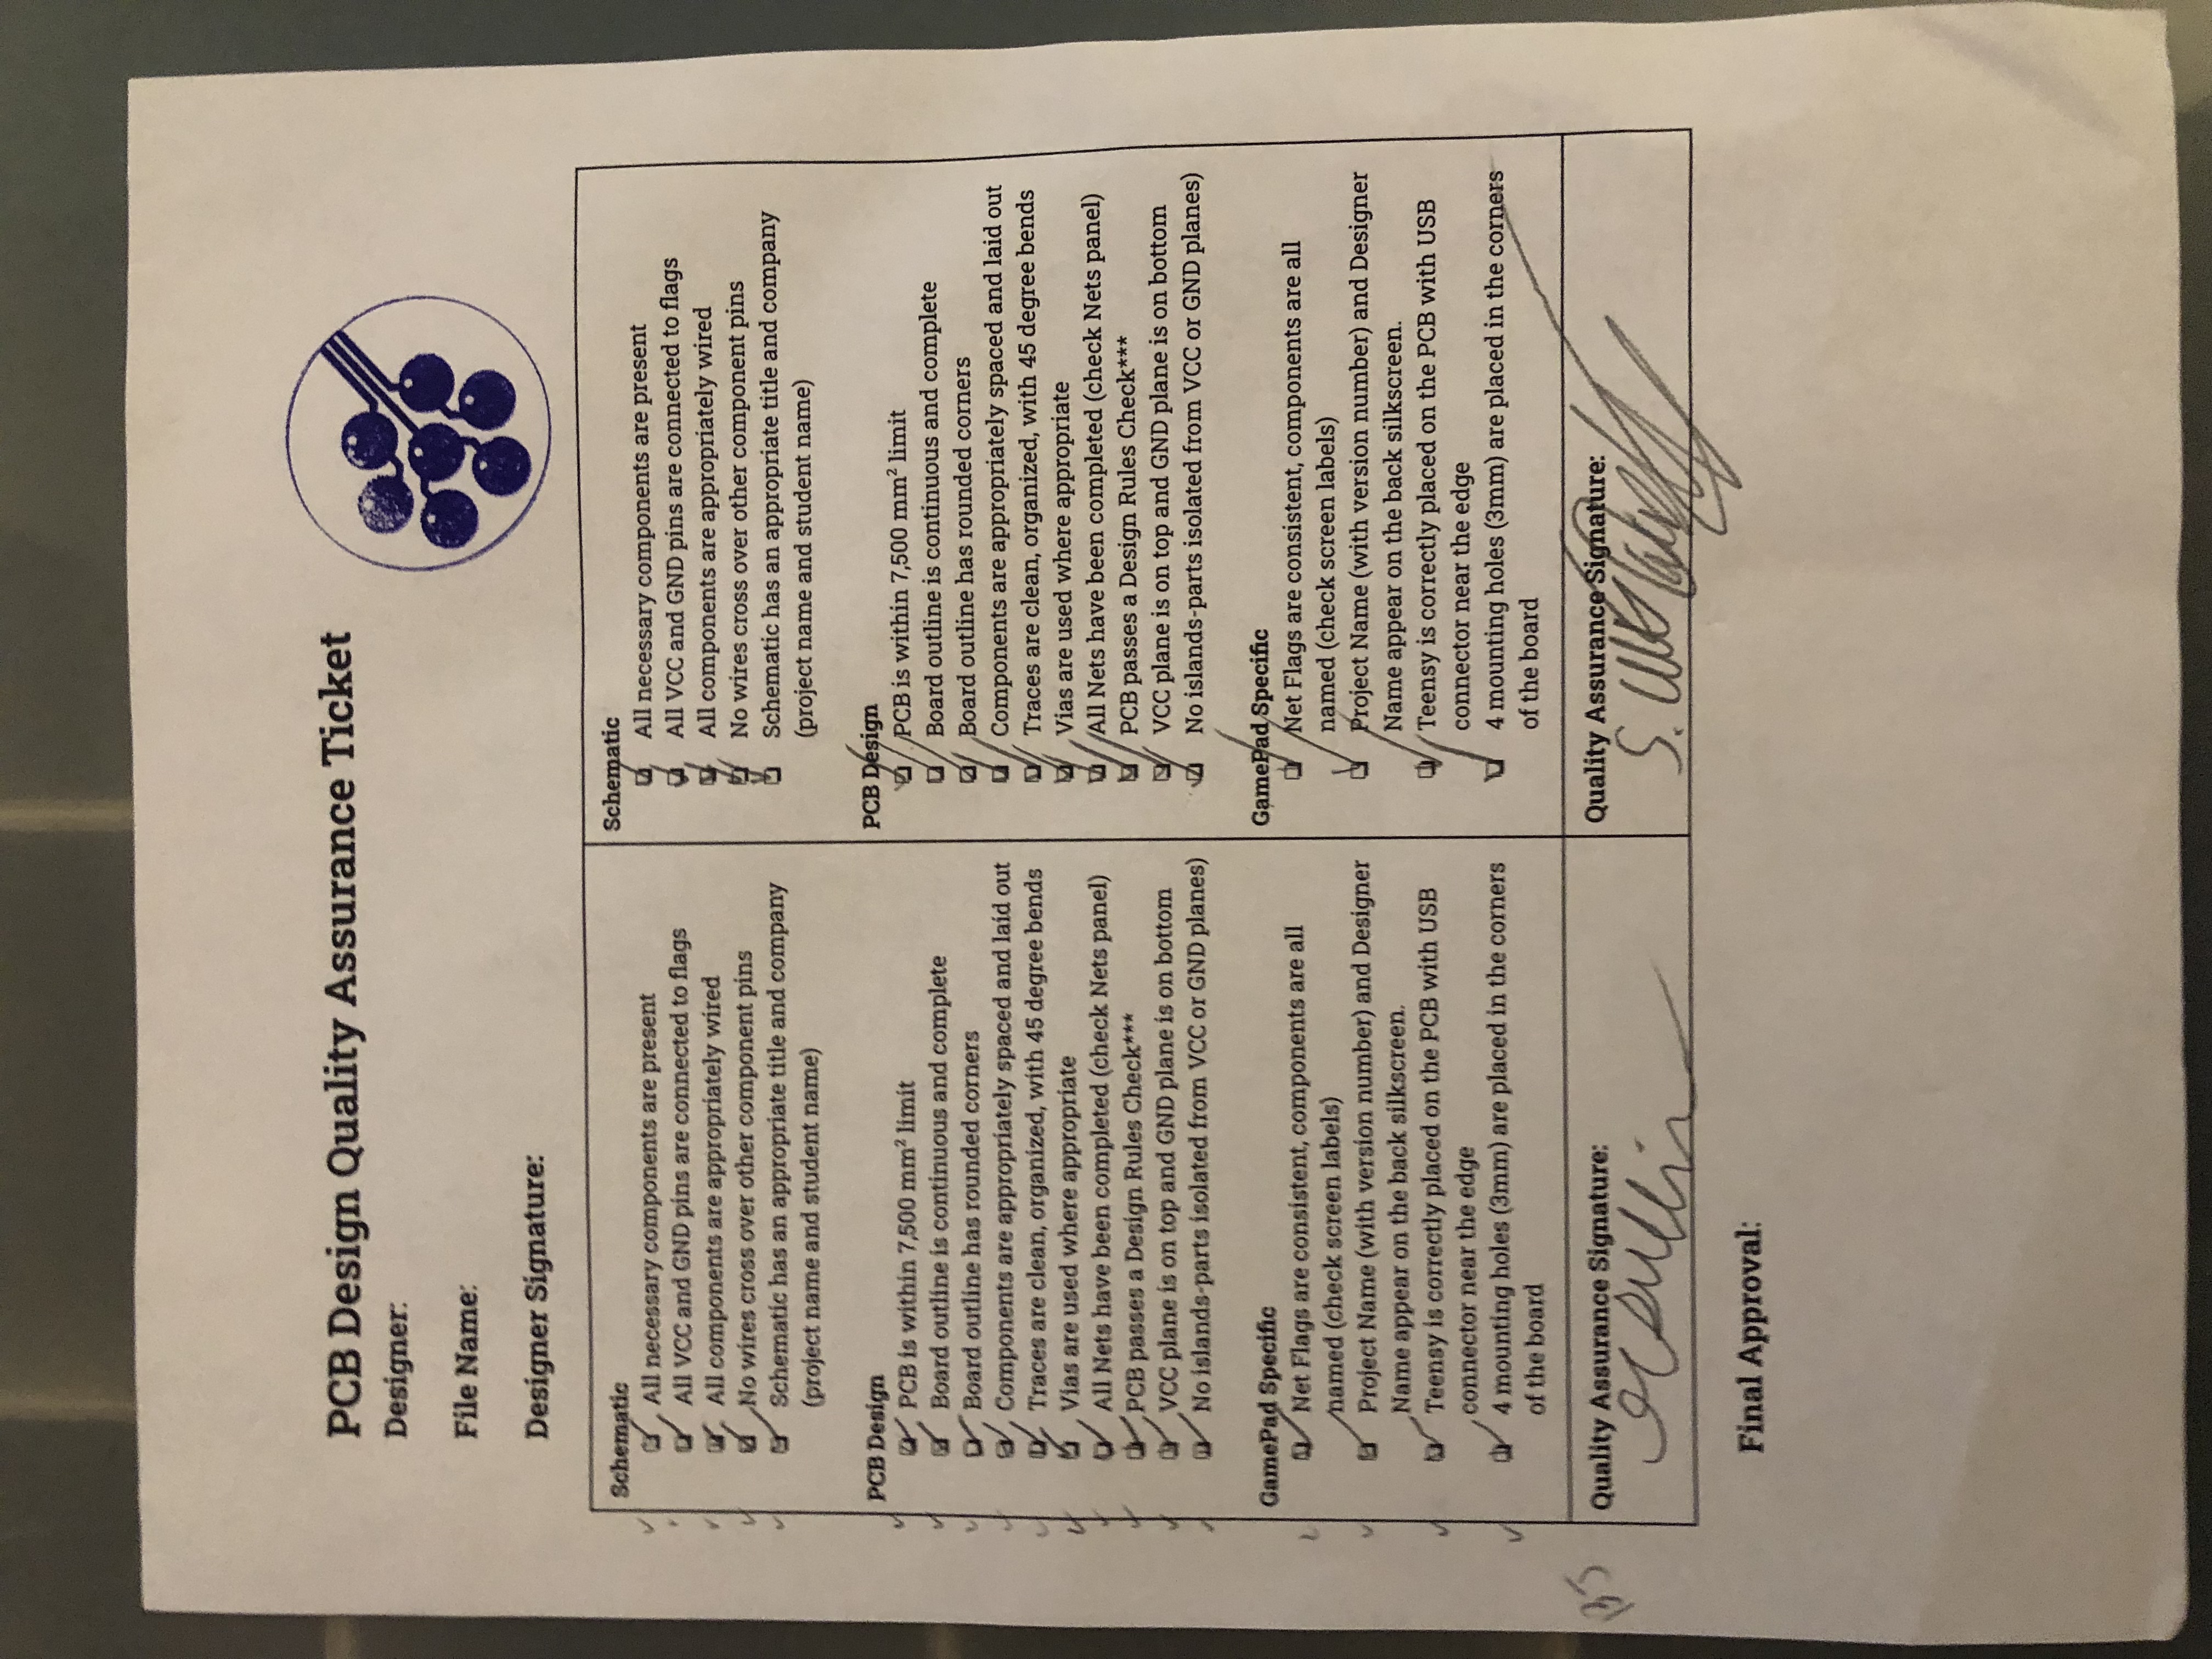 PCB Design Quality Assurance Ticket
Designer:
File Name:
Designer Signature:
Schematic
All necessary components are present
All VCC and GND pins are connected to flags
All components are appropriately wired
No wires cross over other component pins
Schematic has an appropriate title and company
(project name and student name)
PCB Design
PCB is within 7,500 mm² limit
Board outline is continuous and complete
Board outline has rounded corners
Components are appropriately spaced and laid out
Traces are clean, organized, with 45 degree bends
Vias are used where appropriate
All Nets have been completed (check Nets panel)
PCB passes a Design Rules Check***
VCC plane is on top and GND plane is on bottom
No islands-parts isolated from VCC or GND planes)
GamePad Specific
Net Flags are consistent, components are all
named (check screen labels)
Project Name (with version number) and Designer
Name appear on the back silkscreen.
Teensy is correctly placed on the PCB with USB
connector near the edge
4 mounting holes (3mm) are placed in the corners
of the board
Quality Assurance Signature:
BJ
Schematic
All necessary components are present
All VCC and GND pins are connected to flags
All components are appropriately wired
No wires cross over other component pins
Schematic has an appropriate title and company
(project name and student name)
PCB Design
PCB is within 7,500 mm² limit
Board outline is continuous and complete
Board outline has rounded corners
Components are appropriately spaced and laid out
Traces are clean, organized, with 45 degree bends
Vias are used where appropriate
All Nets have been completed (check Nets panel)
PCB passes a Design Rules Check***
VCC plane is on top and GND plane is on bottom
No islands-parts isolated from VCC or GND planes)
GamePad Specific
Net Flags are consistent, components are all
named (check screen labels)
Project Name (with version number) and Designer
Name appear on the back silkscreen.
Teensy is correctly placed on the PCB with USB
connector near the edge
4 mounting holes (3mm) are placed in the corners
of the board
Quality Assurance Signature:
S.
Final Approval: